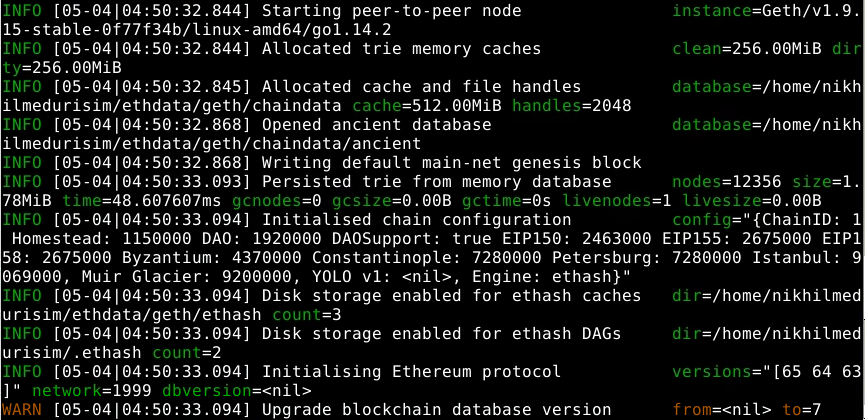 INFO [05-04|04:50:32.844] Starting peer-to-peer node instance=Geth/v1.9.
15-stable-0f77f34b/linux-amd64/go1.14.2
INFO [05-04|04:50:32.844] Allocated trie memory caches clean=256.00MiB dir
ty=256.00MiB
INFO [05-04|04:50:32.845] Allocated cache and file handles database=/home/nikh
ilmedurisim/ethdata/geth/chaindata cache=512.00MiB handles=2048
INFO [05-04|04:50:32.868] Opened ancient database database=/home/nikh
ilmedurisim/ethdata/geth/chaindata/ancient
INFO [05-04|04:50:32.868] Writing default main-net genesis block
INFO [05-04|04:50:33.093] Persisted trie from memory database nodes=12356 size=1.
78MiB time=48.607607ms gcnodes=0 gcsize=0.00B gctime=0s livenodes=1 livesize=0.00B
INFO [05-04|04:50:33.094] Initialised chain configuration config="{ChainID: 1
Homestead: 1150000 DAO: 1920000 DAOSupport: true EIP150: 2463000 EIP155: 2675000 EIP1
58: 2675000 Byzantium: 4370000 Constantinople: 7280000 Petersburg: 7280000 Istanbul: 9
069000, Muir Glacier: 9200000, YOLO v1: <nil>, Engine: ethash}"
INFO [05-04|04:50:33.094] Disk storage enabled for ethash caches dir=/home/nikhilmed
urisim/ethdata/geth/ethash count=3
INFO [05-04|04:50:33.094] Disk storage enabled for ethash DAGs dir=/home/nikhilmed
urisim/.ethash count=2
INFO [05-04|04:50:33.094] Initialising Ethereum protocol versions="[65 64 63
]" network=1999 dbversion=<nil>
WARN [05-04|04:50:33.094] Upgrade blockchain database version from=<nil> to=7